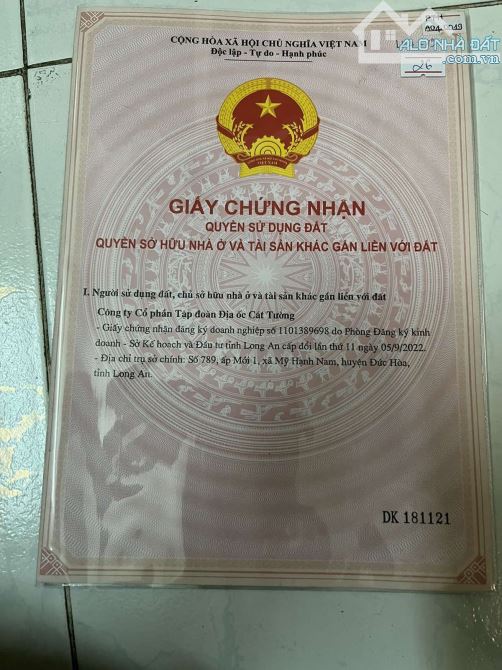 CỘNG HÒA XÃ HỘI CHỦ NGHĨA VIỆT NAM
Độc lập - Tự do - Hạnh phúc
ALO NHÀ ĐẤT
.com.vn
26
GIẤY CHỨNG NHẬN
QUYỀN SỬ DỤNG ĐẤT
QUYỀN SỞ HỮU NHÀ Ở VÀ TÀI SẢN KHÁC GẮN LIỀN VỚI ĐẤT
I. Người sử dụng đất, chủ sở hữu nhà ở và tài sản khác gắn liền với đất
Công ty Cổ phần Tập đoàn Địa ốc Cát Tường
- Giấy chứng nhận đăng ký doanh nghiệp số 1101389698 do Phòng Đăng ký kinh
doanh - Sở Kế hoạch và Đầu tư tỉnh Long An cấp đổi lần thứ 11 ngày 05/9/2022.
- Địa chỉ trụ sở chính: Số 789, ấp Mới 1, xã Mỹ Hạnh Nam, huyện Đức Hòa,
tỉnh Long An.
DK 181121